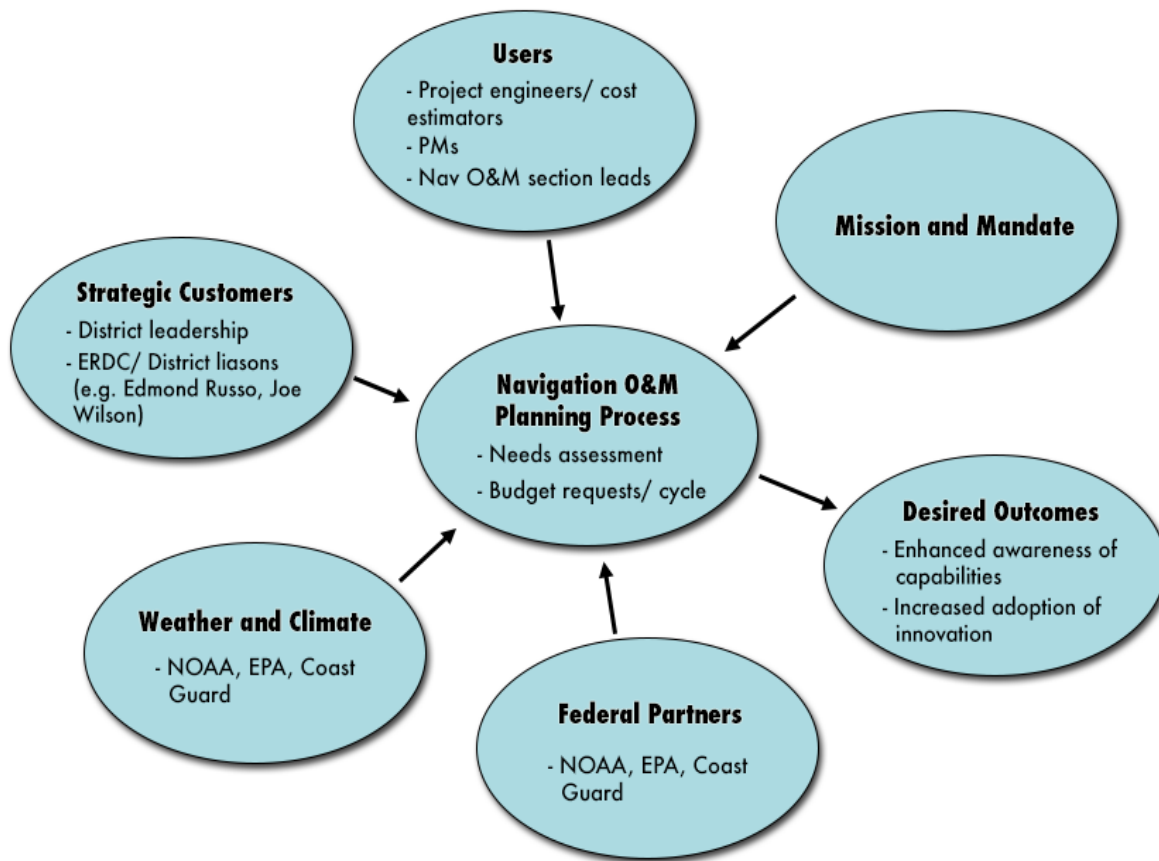 Users
- Project engineers/ cost
estimators
- PMs
- Nav O&M section leads
Mission and Mandate
Strategic Customers
- District leadership
- ERDC/ District liasons
(e.g. Edmond Russo, Joe
Wilson)
Navigation O&M
Planning Process
- Needs assessment
- Budget requests/ cycle
Desired Outcomes
- Enhanced awareness of
capabilities
- Increased adoption of
innovation
Weather and Climate
- NOAA, EPA, Coast
Guard
Federal Partners
- NOAA, EPA, Coast
Guard